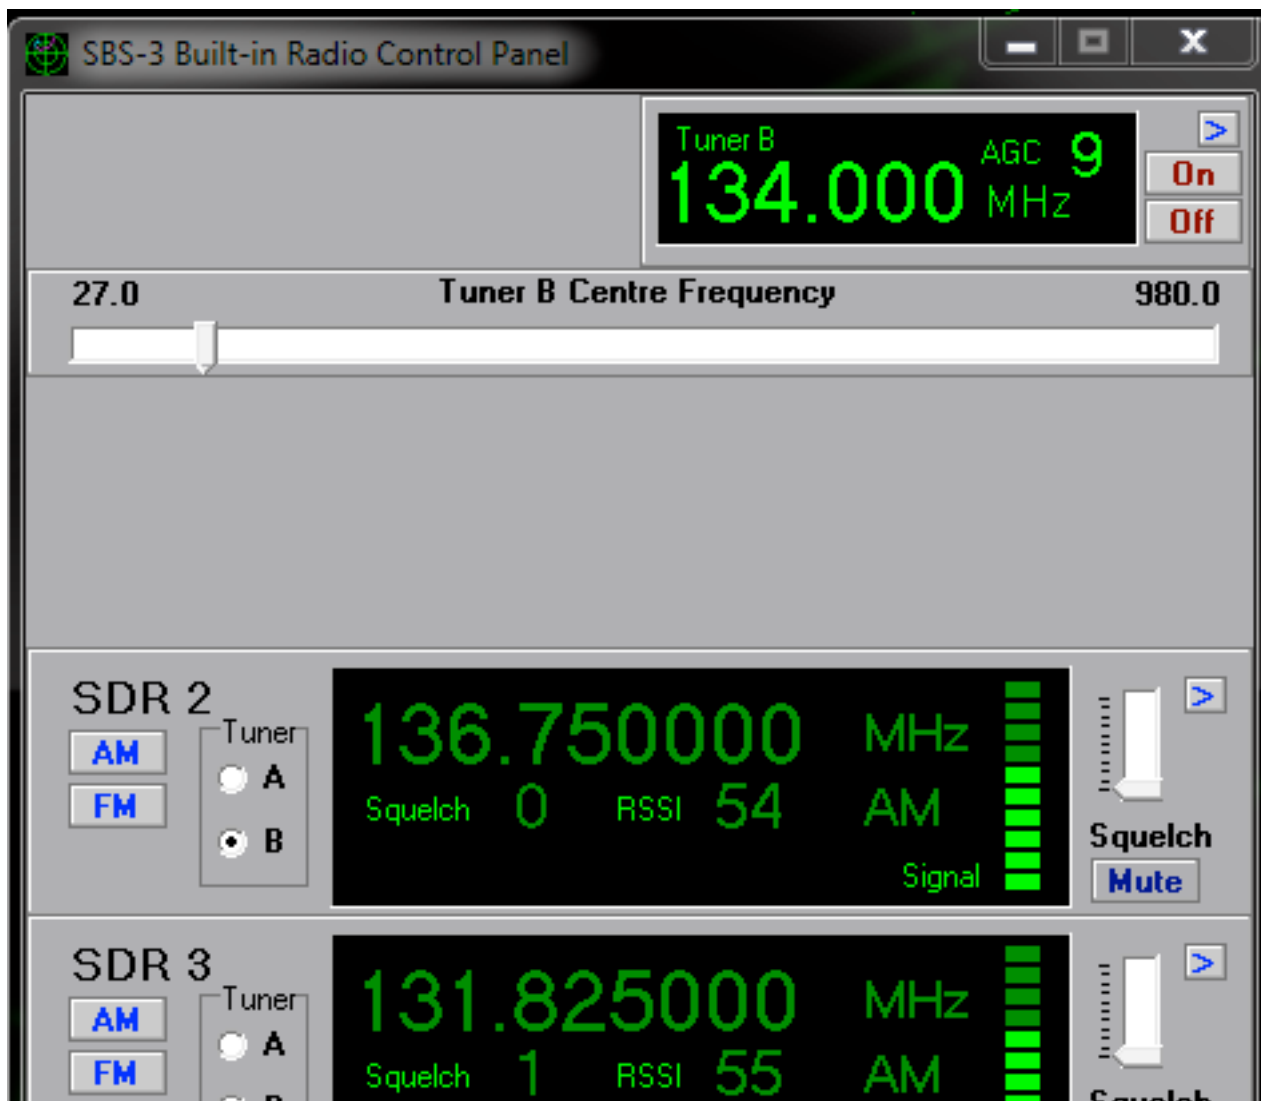 SBS-3 Built-in Radio Control Panel
Tuner B
134.000 MHz AGC 9
>
On
Off
27.0 Tuner B Centre Frequency 980.0
SDR 2
AM
FM
Tuner
A
B
136.750000 MHz
Squelch 0 RSSI 54 AM
Signal
>
Squelch
Mute
SDR 3
AM
FM
Tuner
A
B
131.825000 MHz
Squelch 1 RSSI 55 AM
>
Squelch